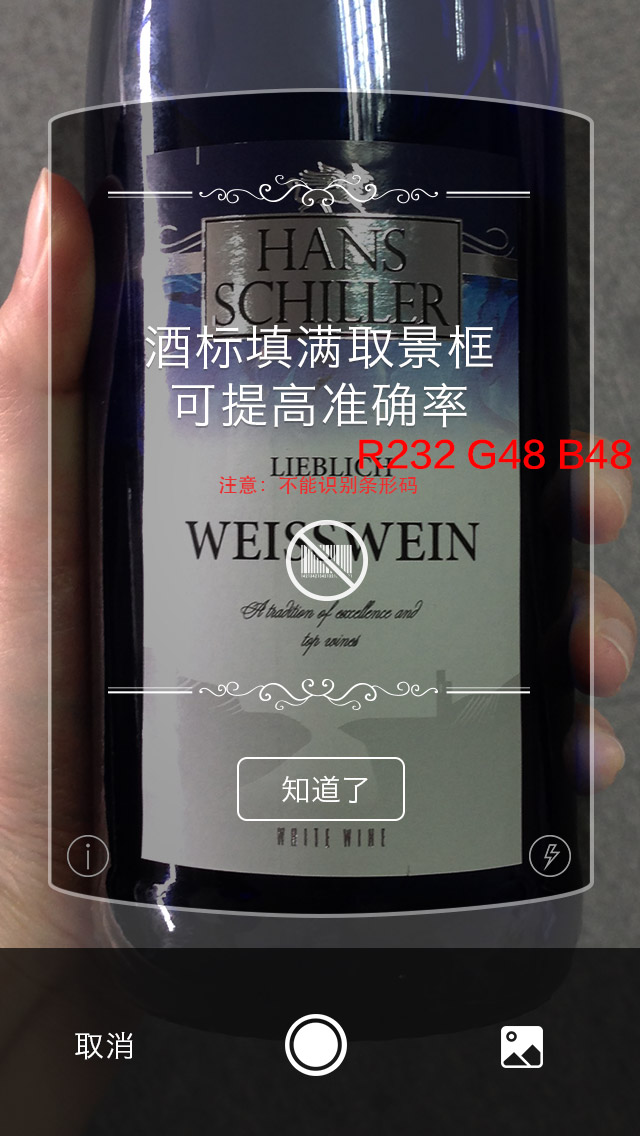 HANS
SCHILLER
酒标填满取景框
可提高准确率
R232 G48 B48
LIEBLICH
注意：不能识别条形码
WEISSWEIN
A tradition of excellence and
top wines
知道了
WHITE WINE
取消